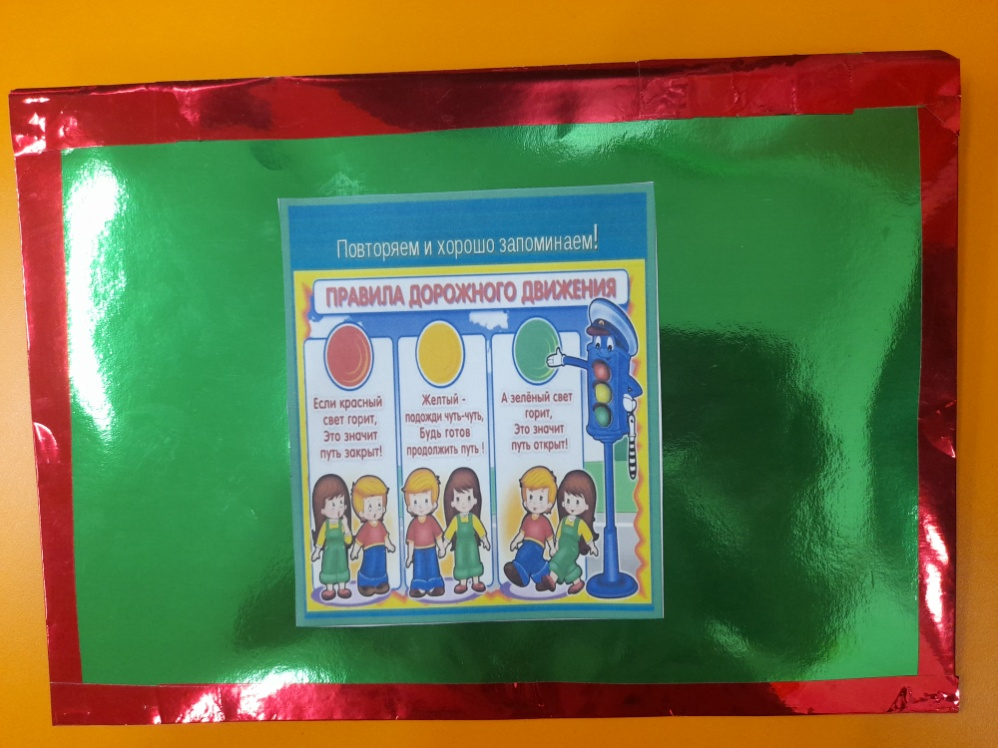 Повторяем и хорошо запоминаем!
ПРАВИЛА ДОРОЖНОГО ДВИЖЕНИЯ
Если красный
свет горит,
Это значит
путь закрыт!
Желтый -
подожди чуть-чуть,
Будь готов
продолжить путь !
А зелёный свет
горит,
Это значит
путь открыт!